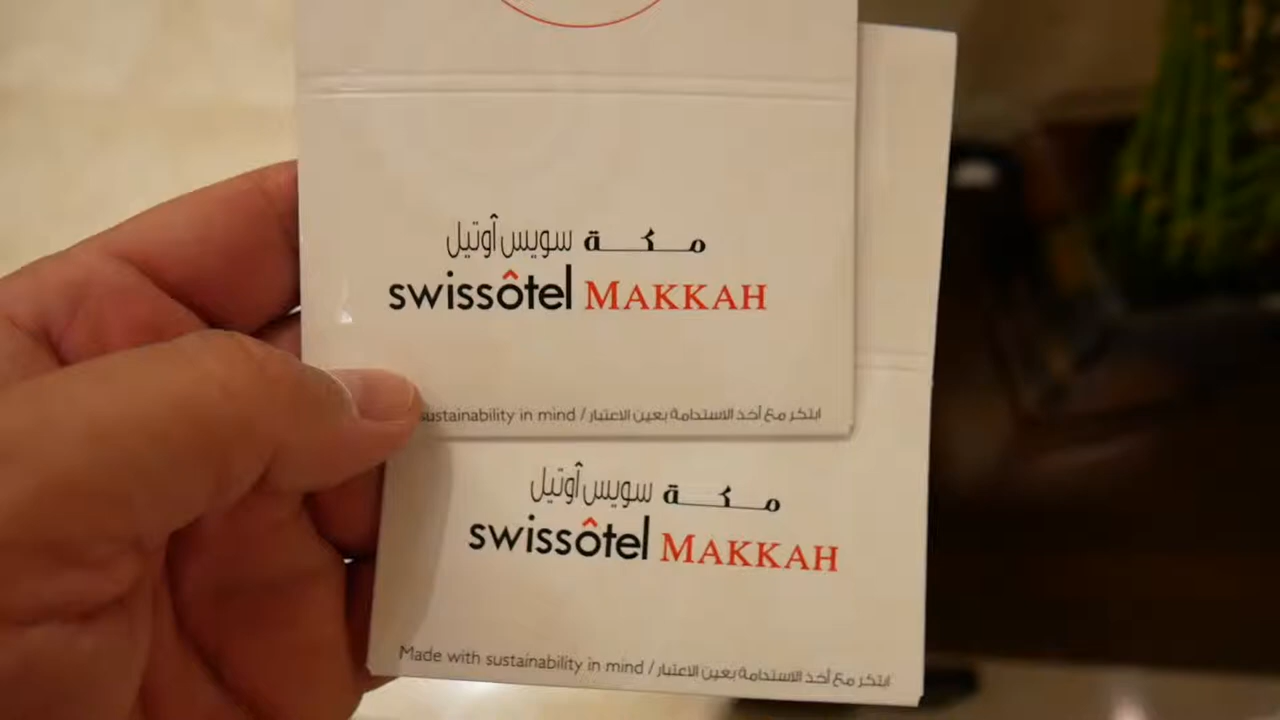 سويس أوتيل مكة
swissôtel MAKKAH
sustainability in mind / ابتكر مع أخذ الاستدامة بعين الاعتبار
سويس أوتيل مكة
swissôtel MAKKAH
Made with sustainability in mind / ابتكر مع أخذ الاستدامة بعين الاعتبار